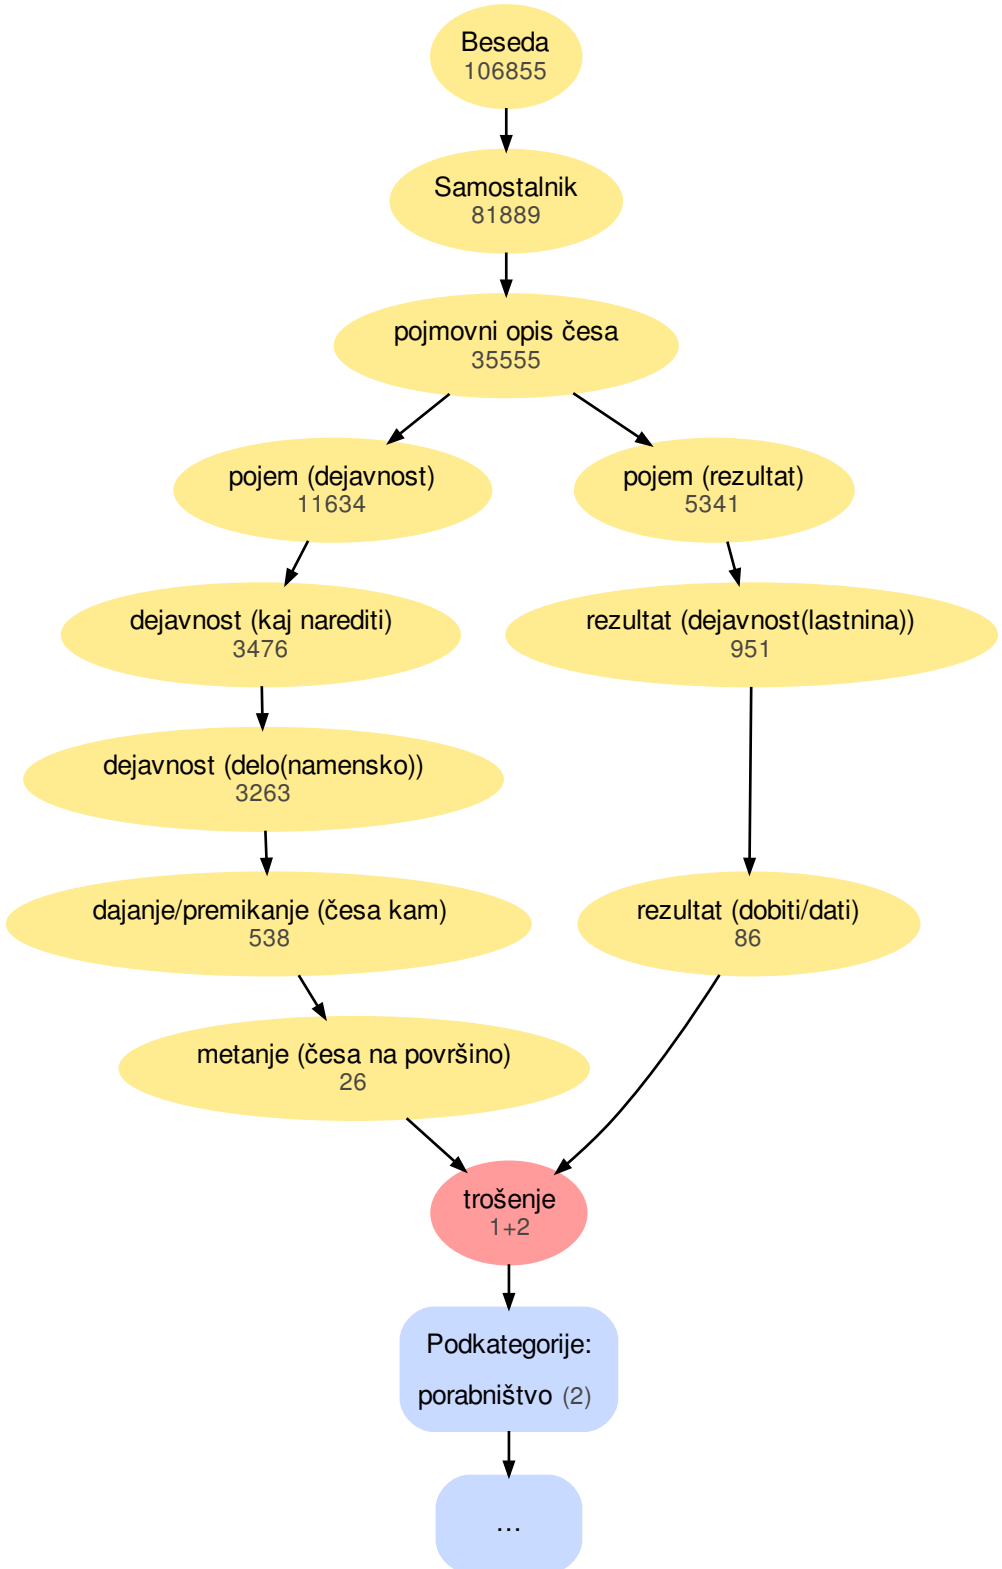 Beseda
106855
Samostalnik
81889
pojmovni opis česa
35555
pojem (dejavnost)
11634
pojem (rezultat)
5341
dejavnost (kaj narediti)
3476
rezultat (dejavnost(lastnina))
951
dejavnost (delo(namensko))
3263
dajanje/premikanje (česa kam)
538
rezultat (dobiti/dati)
86
metanje (česa na površino)
26
trošenje
1+2
Podkategorije:
porabništvo (2)
...